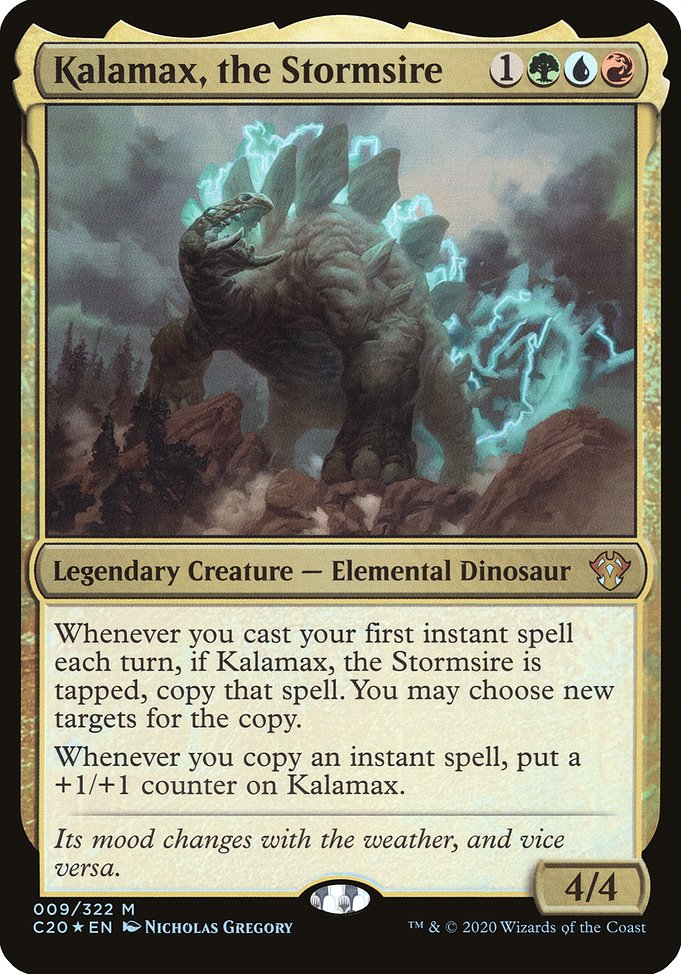 Kalamax, the Stormsire 1
Legendary Creature — Elemental Dinosaur
Whenever you cast your first instant spell
each turn, if Kalamax, the Stormsire is
tapped, copy that spell. You may choose new
targets for the copy.
Whenever you copy an instant spell, put a
+1/+1 counter on Kalamax.
Its mood changes with the weather, and vice
versa.
4/4
009/322 M
C20★EN Nicholas Gregory
™ & © 2020 Wizards of the Coast